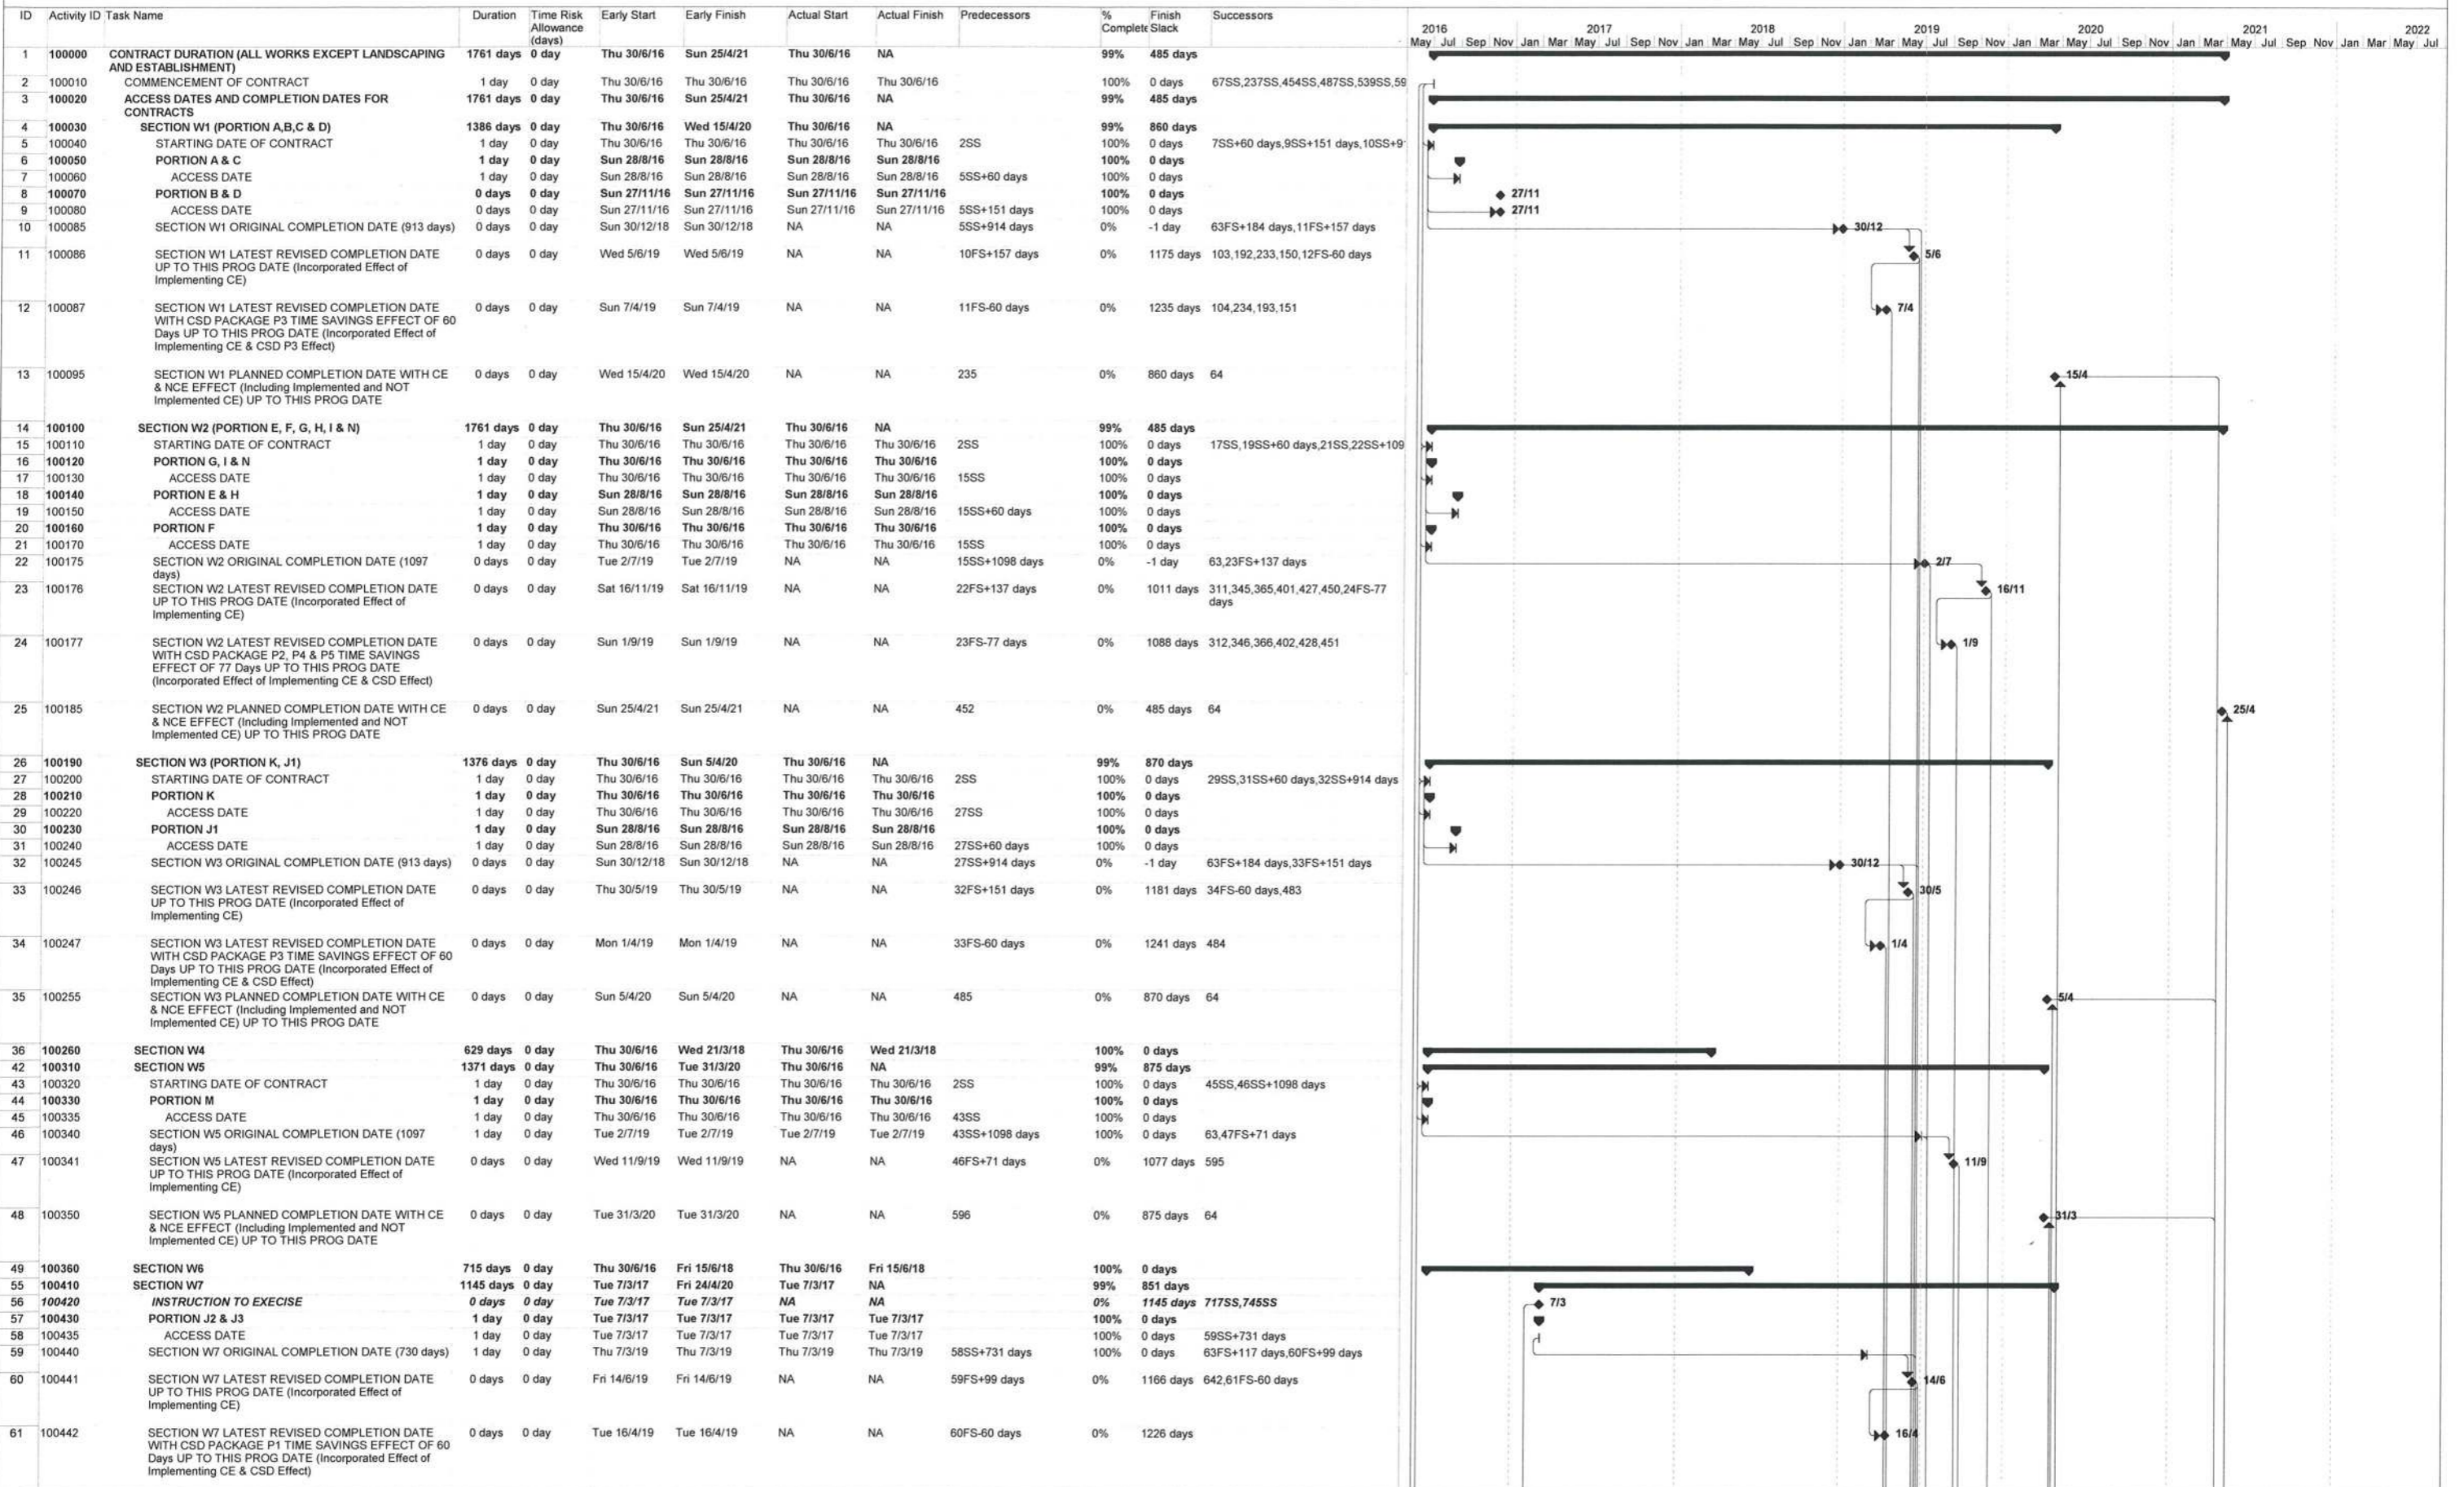 ID Activity ID Task Name Duration Time Risk Early Start Early Finish Actual Start Actual Finish Predecessors % Finish Successors
Allowance Complete Slack
(days)
2016 2017 2018 2019 2020 2021 2022
May Jul Sep Nov Jan Mar May Jul Sep Nov Jan Mar May Jul Sep Nov Jan Mar May Jul Sep Nov Jan Mar May Jul Sep Nov Jan Mar May Jul Sep Nov Jan Mar May Jul
1 100000 CONTRACT DURATION (ALL WORKS EXCEPT LANDSCAPING 1761 days 0 day Thu 30/6/16 Sun 25/4/21 Thu 30/6/16 NA 99% 485 days
AND ESTABLISHMENT)
2 100010 COMMENCEMENT OF CONTRACT 1 day 0 day Thu 30/6/16 Thu 30/6/16 Thu 30/6/16 Thu 30/6/16 100% 0 days 67SS,237SS,454SS,487SS,539SS,59
3 100020 ACCESS DATES AND COMPLETION DATES FOR 1761 days 0 day Thu 30/6/16 Sun 25/4/21 Thu 30/6/16 NA 99% 485 days
CONTRACTS
4 100030 SECTION W1 (PORTION A,B,C & D) 1386 days 0 day Thu 30/6/16 Wed 15/4/20 Thu 30/6/16 NA 99% 860 days
5 100040 STARTING DATE OF CONTRACT 1 day 0 day Thu 30/6/16 Thu 30/6/16 Thu 30/6/16 Thu 30/6/16 2SS 100% 0 days 7SS+60 days,9SS+151 days,10SS+9
6 100050 PORTION A & C 1 day 0 day Sun 28/8/16 Sun 28/8/16 Sun 28/8/16 Sun 28/8/16 100% 0 days
7 100060 ACCESS DATE 1 day 0 day Sun 28/8/16 Sun 28/8/16 Sun 28/8/16 Sun 28/8/16 5SS+60 days 100% 0 days
8 100070 PORTION B & D 0 days 0 day Sun 27/11/16 Sun 27/11/16 Sun 27/11/16 Sun 27/11/16 100% 0 days 27/11
9 100080 ACCESS DATE 0 days 0 day Sun 27/11/16 Sun 27/11/16 Sun 27/11/16 Sun 27/11/16 5SS+151 days 100% 0 days 27/11
10 100085 SECTION W1 ORIGINAL COMPLETION DATE (913 days) 0 days 0 day Sun 30/12/18 Sun 30/12/18 NA NA 5SS+914 days 0% -1 day 63FS+184 days,11FS+157 days 30/12
11 100086 SECTION W1 LATEST REVISED COMPLETION DATE 0 days 0 day Wed 5/6/19 Wed 5/6/19 NA NA 10FS+157 days 0% 1175 days 103,192,233,150,12FS-60 days 5/6
UP TO THIS PROG DATE (Incorporated Effect of
Implementing CE)
12 100087 SECTION W1 LATEST REVISED COMPLETION DATE 0 days 0 day Sun 7/4/19 Sun 7/4/19 NA NA 11FS-60 days 0% 1235 days 104,234,193,151 7/4
WITH CSD PACKAGE P3 TIME SAVINGS EFFECT OF 60
Days UP TO THIS PROG DATE (Incorporated Effect of
Implementing CE & CSD P3 Effect)
13 100095 SECTION W1 PLANNED COMPLETION DATE WITH CE 0 days 0 day Wed 15/4/20 Wed 15/4/20 NA NA 235 0% 860 days 64 15/4
& NCE EFFECT (Including Implemented and NOT
Implemented CE) UP TO THIS PROG DATE
14 100100 SECTION W2 (PORTION E, F, G, H, I & N) 1761 days 0 day Thu 30/6/16 Sun 25/4/21 Thu 30/6/16 NA 99% 485 days
15 100110 STARTING DATE OF CONTRACT 1 day 0 day Thu 30/6/16 Thu 30/6/16 Thu 30/6/16 Thu 30/6/16 2SS 100% 0 days 17SS,19SS+60 days,21SS,22SS+109
16 100120 PORTION G, I & N 1 day 0 day Thu 30/6/16 Thu 30/6/16 Thu 30/6/16 Thu 30/6/16 100% 0 days
17 100130 ACCESS DATE 1 day 0 day Thu 30/6/16 Thu 30/6/16 Thu 30/6/16 Thu 30/6/16 15SS 100% 0 days
18 100140 PORTION E & H 1 day 0 day Sun 28/8/16 Sun 28/8/16 Sun 28/8/16 Sun 28/8/16 100% 0 days
19 100150 ACCESS DATE 1 day 0 day Sun 28/8/16 Sun 28/8/16 Sun 28/8/16 Sun 28/8/16 15SS+60 days 100% 0 days
20 100160 PORTION F 1 day 0 day Thu 30/6/16 Thu 30/6/16 Thu 30/6/16 Thu 30/6/16 100% 0 days
21 100170 ACCESS DATE 1 day 0 day Thu 30/6/16 Thu 30/6/16 Thu 30/6/16 Thu 30/6/16 15SS 100% 0 days
22 100175 SECTION W2 ORIGINAL COMPLETION DATE (1097 0 days 0 day Tue 2/7/19 Tue 2/7/19 NA NA 15SS+1098 days 0% -1 day 63,23FS+137 days 2/7
days)
23 100176 SECTION W2 LATEST REVISED COMPLETION DATE 0 days 0 day Sat 16/11/19 Sat 16/11/19 NA NA 22FS+137 days 0% 1011 days 311,345,365,401,427,450,24FS-77 16/11
UP TO THIS PROG DATE (Incorporated Effect of days
Implementing CE)
24 100177 SECTION W2 LATEST REVISED COMPLETION DATE 0 days 0 day Sun 1/9/19 Sun 1/9/19 NA NA 23FS-77 days 0% 1088 days 312,346,366,402,428,451 1/9
WITH CSD PACKAGE P2, P4 & P5 TIME SAVINGS
EFFECT OF 77 Days UP TO THIS PROG DATE
(Incorporated Effect of Implementing CE & CSD Effect)
25 100185 SECTION W2 PLANNED COMPLETION DATE WITH CE 0 days 0 day Sun 25/4/21 Sun 25/4/21 NA NA 452 0% 485 days 64 25/4
& NCE EFFECT (Including Implemented and NOT
Implemented CE) UP TO THIS PROG DATE
26 100190 SECTION W3 (PORTION K, J1) 1376 days 0 day Thu 30/6/16 Sun 5/4/20 Thu 30/6/16 NA 99% 870 days
27 100200 STARTING DATE OF CONTRACT 1 day 0 day Thu 30/6/16 Thu 30/6/16 Thu 30/6/16 Thu 30/6/16 2SS 100% 0 days 29SS,31SS+60 days,32SS+914 days
28 100210 PORTION K 1 day 0 day Thu 30/6/16 Thu 30/6/16 Thu 30/6/16 Thu 30/6/16 100% 0 days
29 100220 ACCESS DATE 1 day 0 day Thu 30/6/16 Thu 30/6/16 Thu 30/6/16 Thu 30/6/16 27SS 100% 0 days
30 100230 PORTION J1 1 day 0 day Sun 28/8/16 Sun 28/8/16 Sun 28/8/16 Sun 28/8/16 100% 0 days
31 100240 ACCESS DATE 1 day 0 day Sun 28/8/16 Sun 28/8/16 Sun 28/8/16 Sun 28/8/16 27SS+60 days 100% 0 days
32 100245 SECTION W3 ORIGINAL COMPLETION DATE (913 days) 0 days 0 day Sun 30/12/18 Sun 30/12/18 NA NA 27SS+914 days 0% -1 day 63FS+184 days,33FS+151 days 30/12
33 100246 SECTION W3 LATEST REVISED COMPLETION DATE 0 days 0 day Thu 30/5/19 Thu 30/5/19 NA NA 32FS+151 days 0% 1181 days 34FS-60 days,483 30/5
UP TO THIS PROG DATE (Incorporated Effect of
Implementing CE)
34 100247 SECTION W3 LATEST REVISED COMPLETION DATE 0 days 0 day Mon 1/4/19 Mon 1/4/19 NA NA 33FS-60 days 0% 1241 days 484 1/4
WITH CSD PACKAGE P3 TIME SAVINGS EFFECT OF 60
Days UP TO THIS PROG DATE (Incorporated Effect of
Implementing CE & CSD Effect)
35 100255 SECTION W3 PLANNED COMPLETION DATE WITH CE 0 days 0 day Sun 5/4/20 Sun 5/4/20 NA NA 485 0% 870 days 64 5/4
& NCE EFFECT (Including Implemented and NOT
Implemented CE) UP TO THIS PROG DATE
36 100260 SECTION W4 629 days 0 day Thu 30/6/16 Wed 21/3/18 Thu 30/6/16 Wed 21/3/18 100% 0 days
42 100310 SECTION W5 1371 days 0 day Thu 30/6/16 Tue 31/3/20 Thu 30/6/16 NA 99% 875 days
43 100320 STARTING DATE OF CONTRACT 1 day 0 day Thu 30/6/16 Thu 30/6/16 Thu 30/6/16 Thu 30/6/16 2SS 100% 0 days 45SS,46SS+1098 days
44 100330 PORTION M 1 day 0 day Thu 30/6/16 Thu 30/6/16 Thu 30/6/16 Thu 30/6/16 100% 0 days
45 100335 ACCESS DATE 1 day 0 day Thu 30/6/16 Thu 30/6/16 Thu 30/6/16 Thu 30/6/16 43SS 100% 0 days
46 100340 SECTION W5 ORIGINAL COMPLETION DATE (1097 1 day 0 day Tue 2/7/19 Tue 2/7/19 Tue 2/7/19 Tue 2/7/19 43SS+1098 days 100% 0 days 63,47FS+71 days
days)
47 100341 SECTION W5 LATEST REVISED COMPLETION DATE 0 days 0 day Wed 11/9/19 Wed 11/9/19 NA NA 46FS+71 days 0% 1077 days 595 11/9
UP TO THIS PROG DATE (Incorporated Effect of
Implementing CE)
48 100350 SECTION W5 PLANNED COMPLETION DATE WITH CE 0 days 0 day Tue 31/3/20 Tue 31/3/20 NA NA 596 0% 875 days 64 31/3
& NCE EFFECT (Including Implemented and NOT
Implemented CE) UP TO THIS PROG DATE
49 100360 SECTION W6 715 days 0 day Thu 30/6/16 Fri 15/6/18 Thu 30/6/16 Fri 15/6/18 100% 0 days
55 100410 SECTION W7 1145 days 0 day Tue 7/3/17 Fri 24/4/20 Tue 7/3/17 NA 99% 851 days
56 100420 INSTRUCTION TO EXECISE 0 days 0 day Tue 7/3/17 Tue 7/3/17 NA NA 0% 1145 days 717SS,745SS 7/3
57 100430 PORTION J2 & J3 1 day 0 day Tue 7/3/17 Tue 7/3/17 Tue 7/3/17 Tue 7/3/17 100% 0 days
58 100435 ACCESS DATE 1 day 0 day Tue 7/3/17 Tue 7/3/17 Tue 7/3/17 Tue 7/3/17 100% 0 days 59SS+731 days
59 100440 SECTION W7 ORIGINAL COMPLETION DATE (730 days) 1 day 0 day Thu 7/3/19 Thu 7/3/19 Thu 7/3/19 Thu 7/3/19 58SS+731 days 100% 0 days 63FS+117 days,60FS+99 days
60 100441 SECTION W7 LATEST REVISED COMPLETION DATE 0 days 0 day Fri 14/6/19 Fri 14/6/19 NA NA 59FS+99 days 0% 1166 days 642,61FS-60 days 14/6
UP TO THIS PROG DATE (Incorporated Effect of
Implementing CE)
61 100442 SECTION W7 LATEST REVISED COMPLETION DATE 0 days 0 day Tue 16/4/19 Tue 16/4/19 NA NA 60FS-60 days 0% 1226 days 16/4
WITH CSD PACKAGE P1 TIME SAVINGS EFFECT OF 60
Days UP TO THIS PROG DATE (Incorporated Effect of
Implementing CE & CSD Effect)